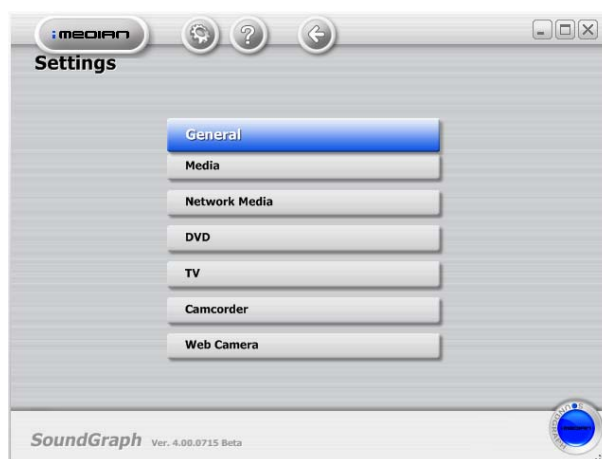 iMEDIAN
?
Settings
General
Media
Network Media
DVD
TV
Camcorder
Web Camera
SoundGraph Ver. 4.00.0715 Beta